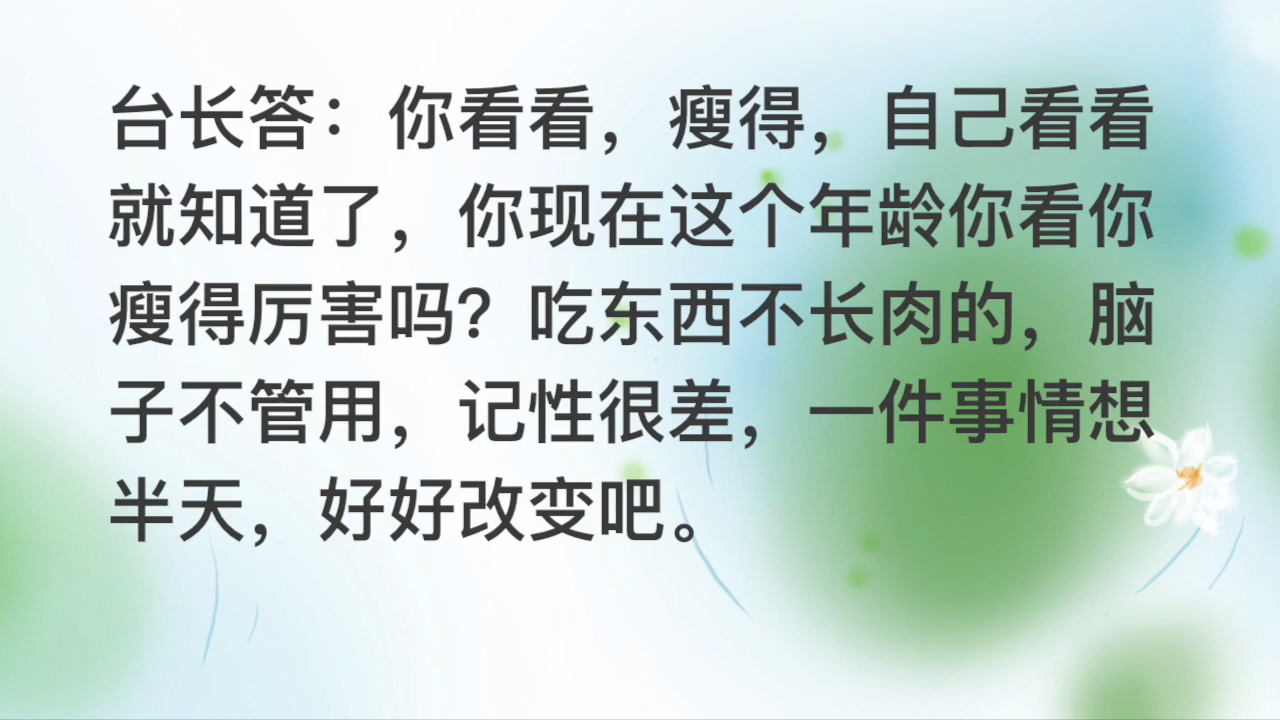 台长答：你看看，瘦得，自己看看
就知道了，你现在这个年龄你看你
瘦得厉害吗？吃东西不长肉的，脑
子不管用，记性很差，一件事情想
半天，好好改变吧。